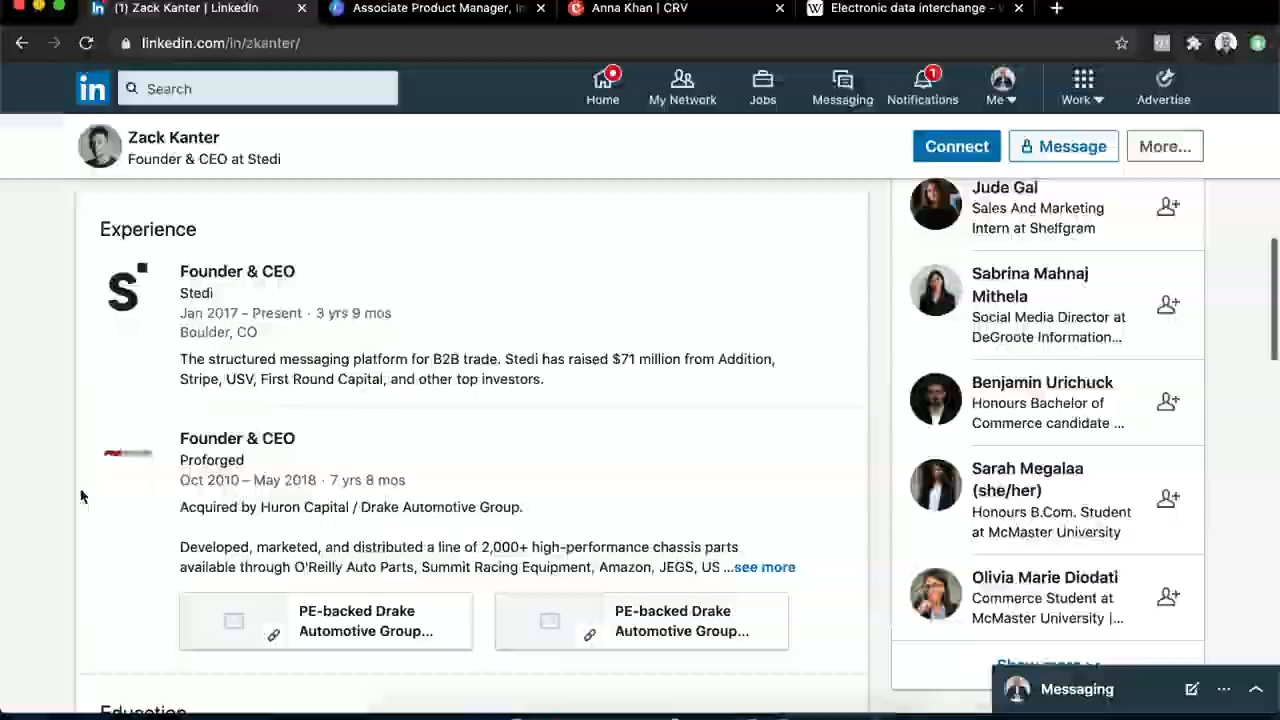 (1) Zack Kanter | LinkedIn
Associate Product Manager, In
Anna Khan | CRV
Electronic data interchange -
linkedin.com/in/zkanter/
in
Search
Home
My Network
Jobs
Messaging
1
Notifications
Me
Work
Advertise
Zack Kanter
Founder & CEO at Stedi
Connect
Message
More...
Experience
S
Founder & CEO
Stedi
Jan 2017 – Present · 3 yrs 9 mos
Boulder, CO
The structured messaging platform for B2B trade. Stedi has raised $71 million from Addition,
Stripe, USV, First Round Capital, and other top investors.
Founder & CEO
Proforged
Oct 2010 – May 2018 · 7 yrs 8 mos
Acquired by Huron Capital / Drake Automotive Group.
Developed, marketed, and distributed a line of 2,000+ high-performance chassis parts
available through O'Reilly Auto Parts, Summit Racing Equipment, Amazon, JEGS, US ...see more
PE-backed Drake
Automotive Group...
PE-backed Drake
Automotive Group...
Education
Jude Gal
Sales And Marketing
Intern at Shelfgram
Sabrina Mahnaj
Mithela
Social Media Director at
DeGroote Information...
Benjamin Urichuck
Honours Bachelor of
Commerce candidate ...
Sarah Megalaa
(she/her)
Honours B.Com. Student
at McMaster University
Olivia Marie Diodati
Commerce Student at
McMaster University |...
Show more
Messaging